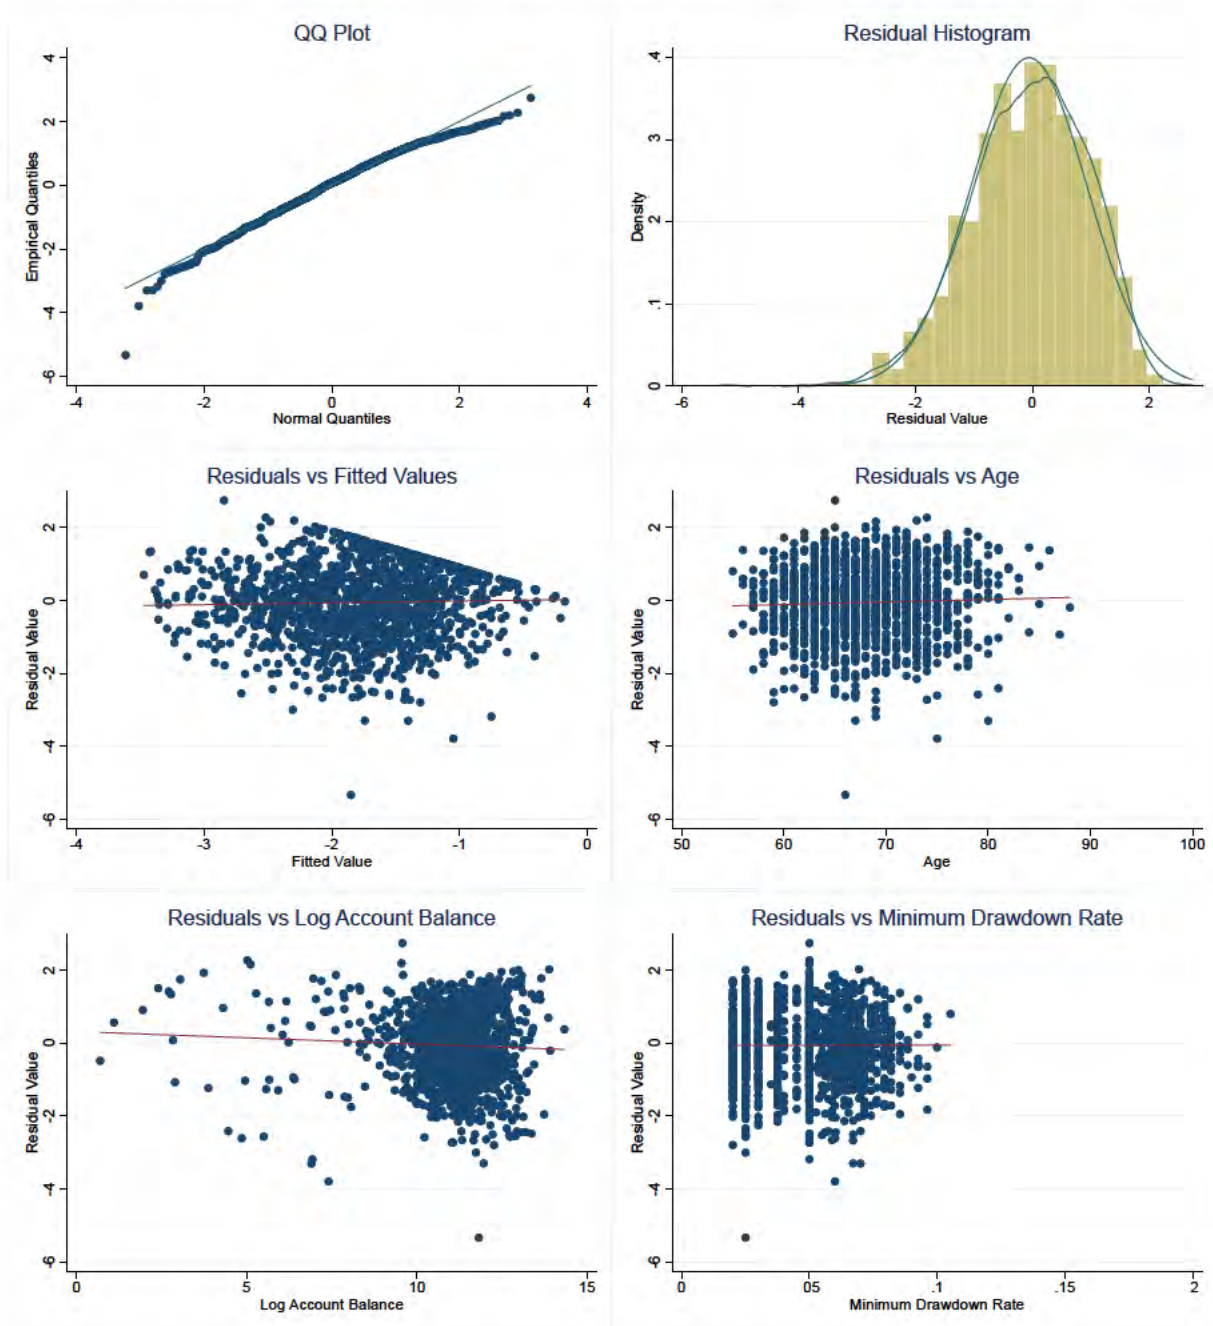 QQ Plot
Empirical Quantiles
4
2
0
-2
-4
-6
-4 -2 0 2 4
Normal Quantiles
Residual Histogram
Density
.4
.3
.2
.1
0
-6 -4 -2 0 2
Residual Value
Residuals vs Fitted Values
Residual Value
2
0
-2
-4
-6
-4 -3 -2 -1 0
Fitted Value
Residuals vs Age
Residual Value
2
0
-2
-4
-6
50 60 70 80 90 100
Age
Residuals vs Log Account Balance
Residual Value
2
0
-2
-4
-6
0 5 10 15
Log Account Balance
Residuals vs Minimum Drawdown Rate
Residual Value
2
0
-2
-4
-6
0 .05 .1 .15 .2
Minimum Drawdown Rate